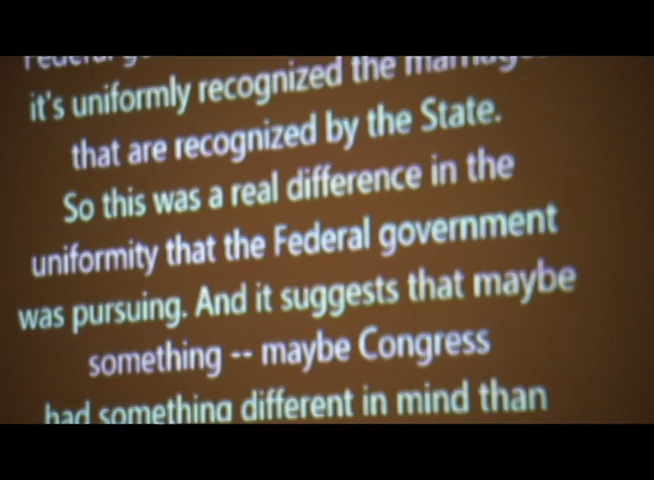 Federal
it's uniformly recognized the marriages
that are recognized by the State.
So this was a real difference in the
uniformity that the Federal government
was pursuing. And it suggests that maybe
something -- maybe Congress
had something different in mind than